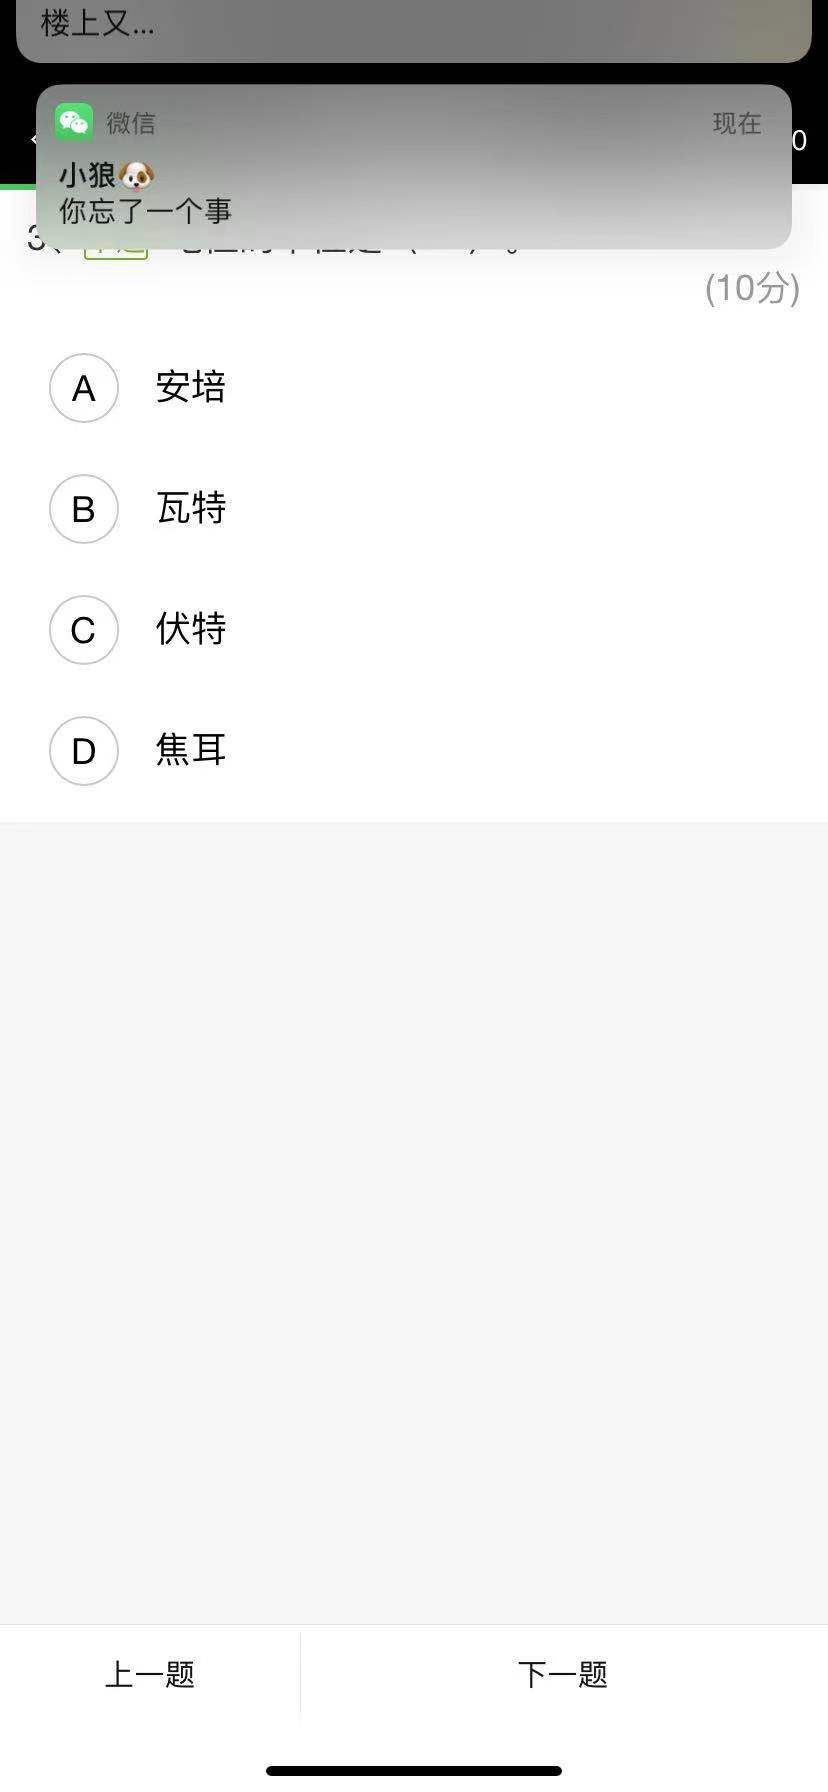 楼上又...
微信
现在
0
小狼🐶
你忘了一个事
3、
(10分)
A 安培
B 瓦特
C 伏特
D 焦耳
上一题
下一题